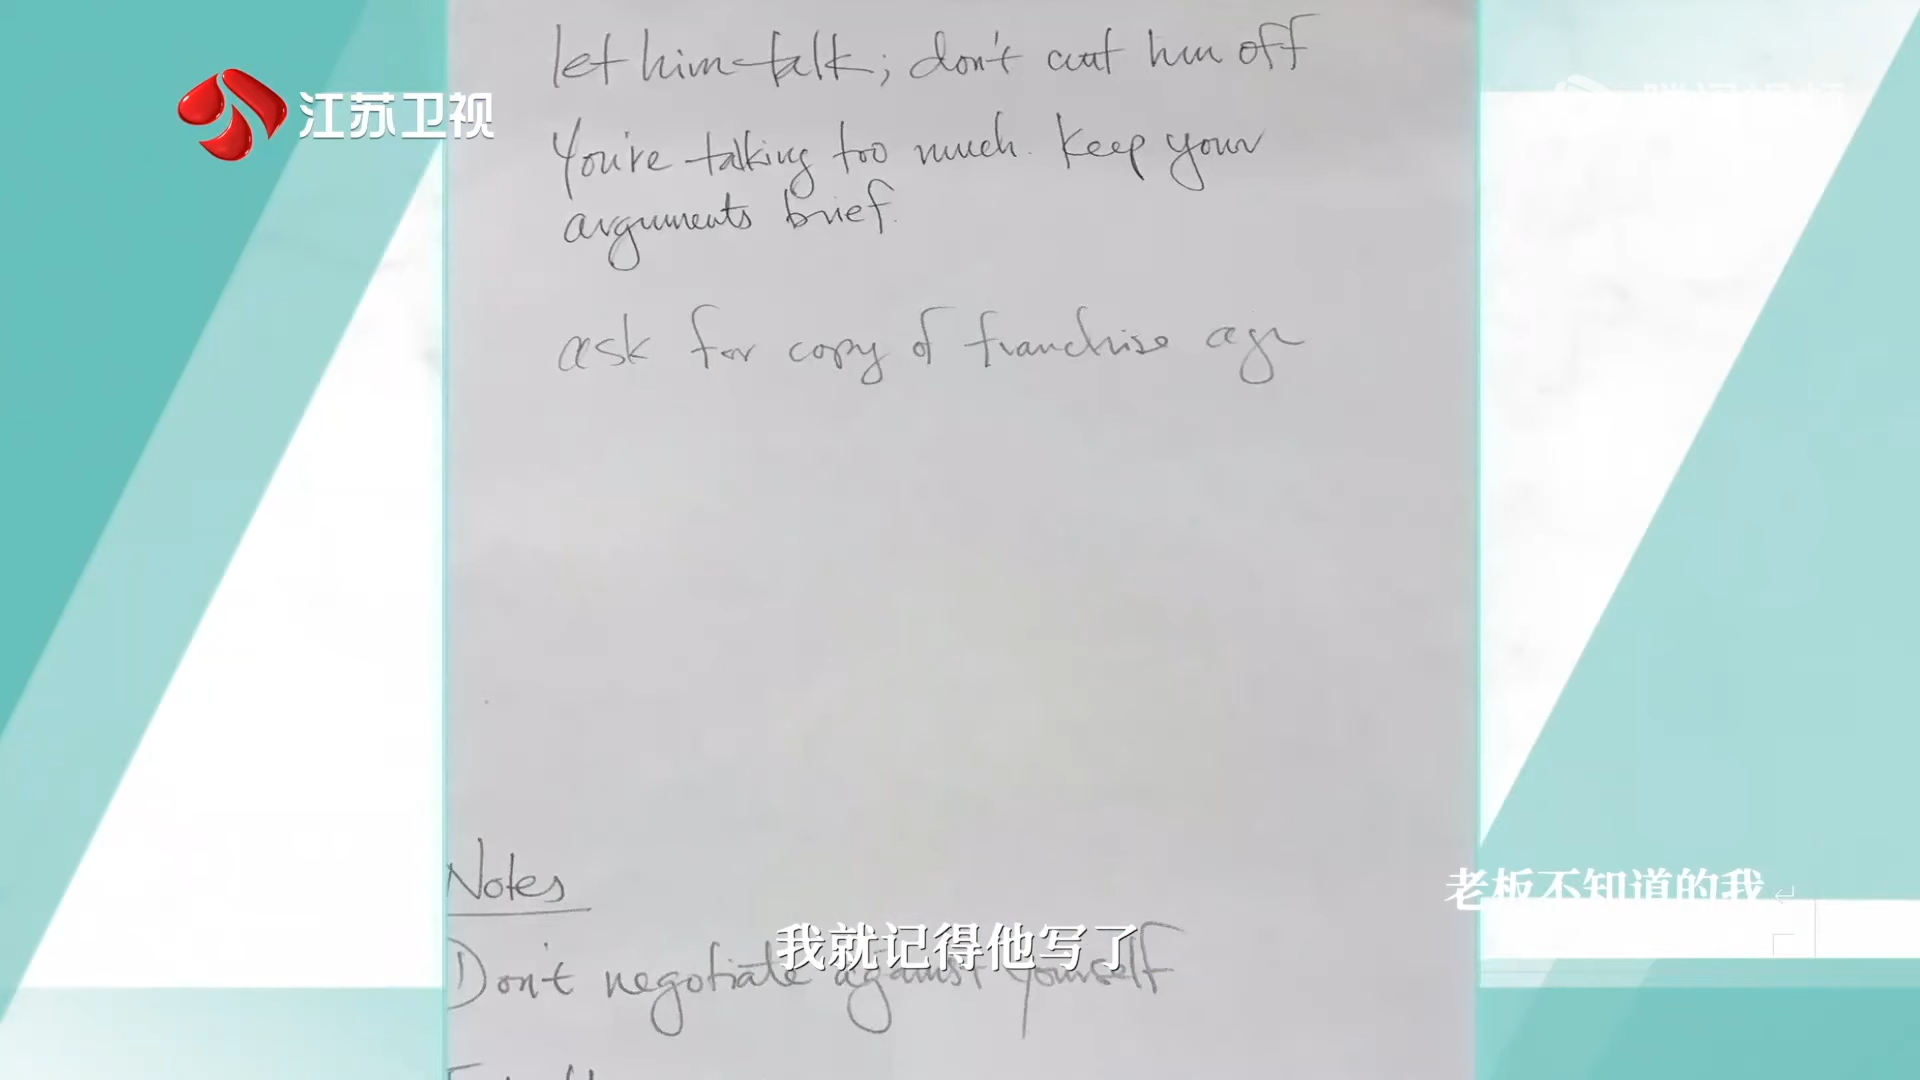 let him talk; don't cut him off
江苏卫视
You're talking too much. Keep your
arguments brief.
ask for copy of franchise agr
Notes
老板不知道的我
我就记得他写了
Don't negotiate against yourself